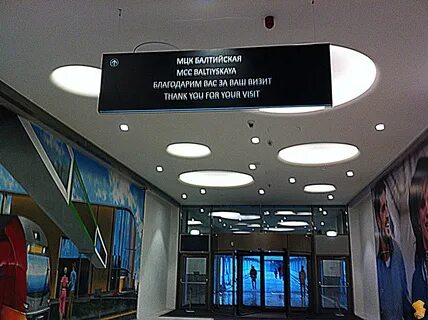 МЦК БАЛТИЙСКАЯ
MCC BALTIYSKAYA
БЛАГОДАРИМ ВАС ЗА ВАШ ВИЗИТ
THANK YOU FOR YOUR VISIT